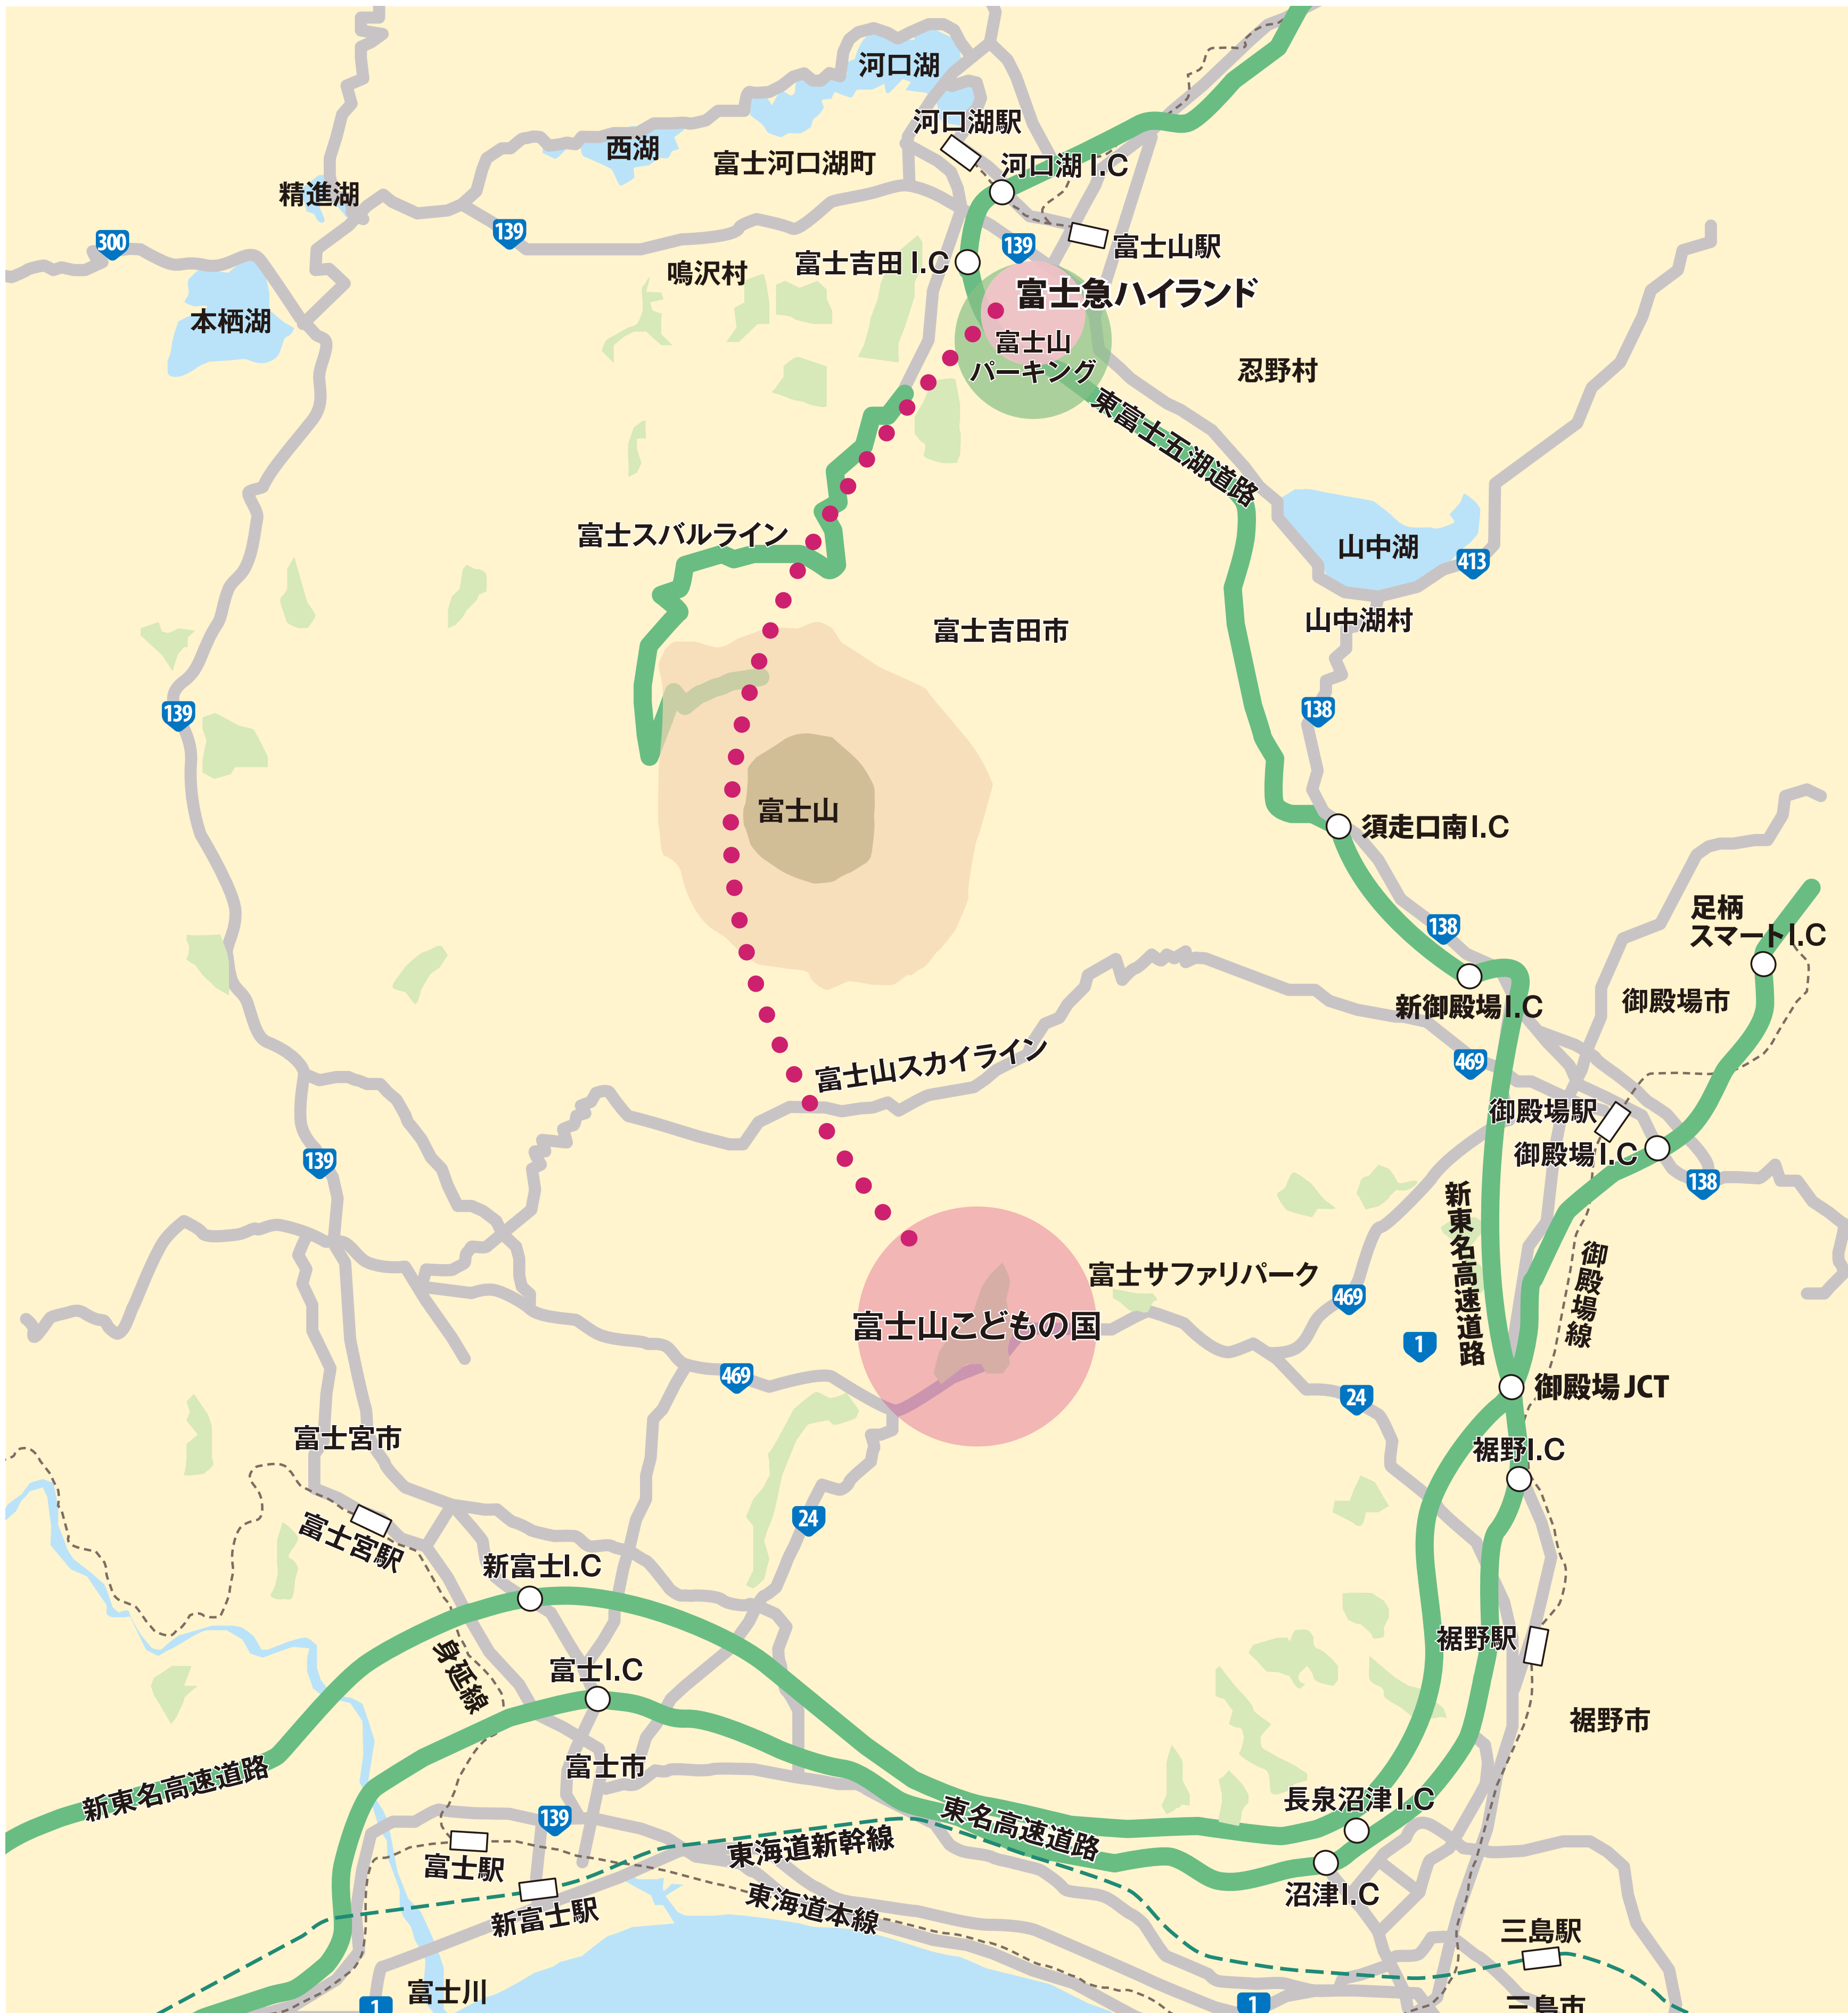 河口湖
河口湖駅
西湖
富士河口湖町
河口湖 I.C
精進湖
139
300
139
富士山駅
鳴沢村
富士吉田 I.C
富士急ハイランド
本栖湖
富士山
パーキング
忍野村
東富士五湖道路
富士スバルライン
山中湖
413
山中湖村
富士吉田市
138
139
富士山
須走口南I.C
足柄
スマートI.C
138
新御殿場I.C
御殿場市
469
富士山スカイライン
御殿場駅
御殿場I.C
139
138
新東名高速道路
御殿場線
富士サファリパーク
469
富士山こどもの国
1
469
24
御殿場JCT
富士宮市
裾野I.C
24
富士宮駅
新富士I.C
身延線
裾野駅
富士I.C
裾野市
富士市
新東名高速道路
長泉沼津I.C
139
東名高速道路
東海道新幹線
富士駅
沼津I.C
新富士駅
東海道本線
三島駅
富士川
1
1
三島市